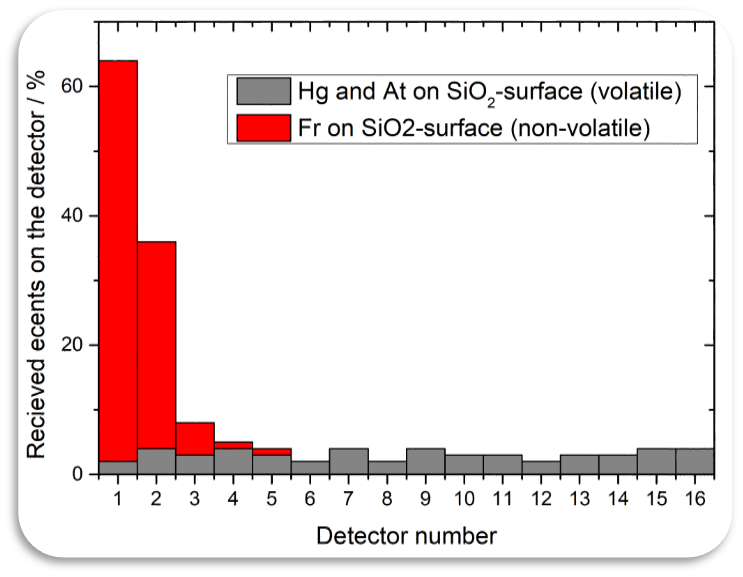 Recieved ecents on the detector / %
60
40
20
0
Hg and At on SiO2-surface (volatile)
Fr on SiO2-surface (non-volatile)
1 2 3 4 5 6 7 8 9 10 11 12 13 14 15 16
Detector number